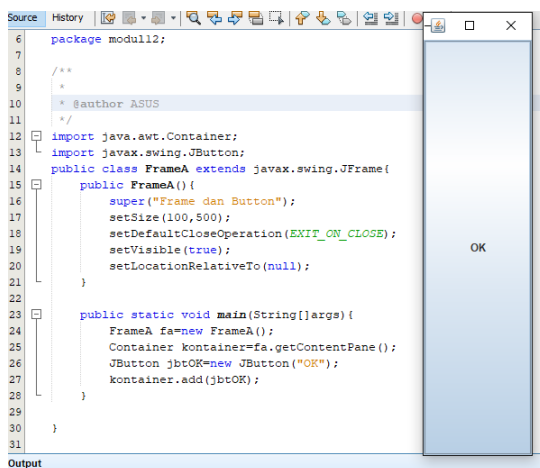 Source History
6 package modul12;
7
8 /**
9 *
10 * @author ASUS
11 */
12 import java.awt.Container;
13 import javax.swing.JButton;
14 public class FrameA extends javax.swing.JFrame{
15 public FrameA(){
16 super("Frame dan Button");
17 setSize(100,500);
18 setDefaultCloseOperation(EXIT_ON_CLOSE);
19 setVisible(true);
20 setLocationRelativeTo(null);
21 }
22
23 public static void main(String[]args){
24 FrameA fa=new FrameA();
25 Container kontainer=fa.getContentPane();
26 JButton jbtOK=new JButton("OK");
27 kontainer.add(jbtOK);
28 }
29
30 }
31
Output
OK